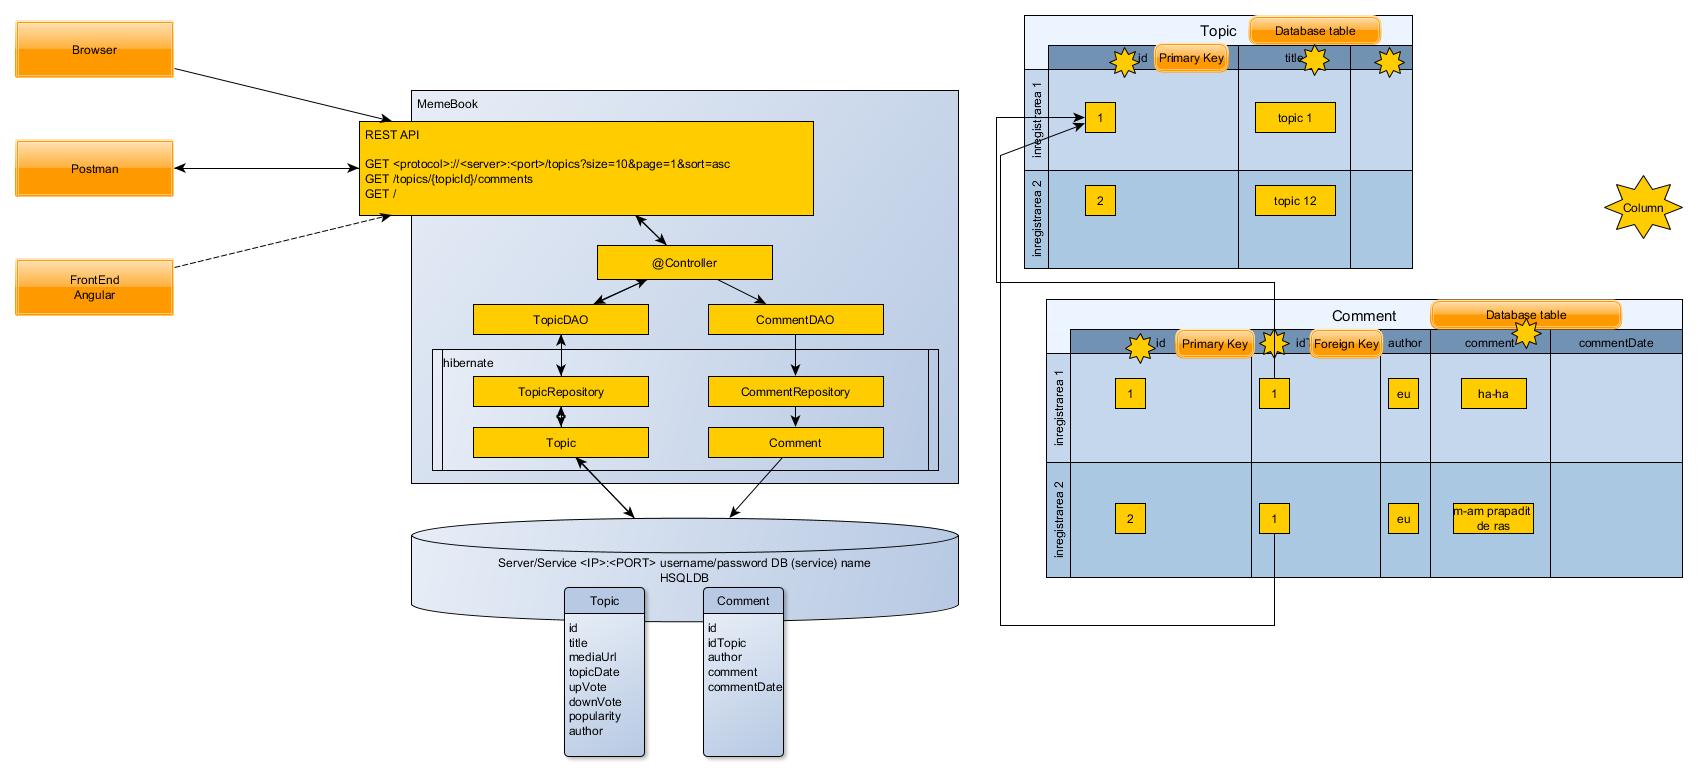 Browser
Postman
FrontEnd
Angular
MemeBook
REST API
GET <protocol>://<server>:<port>/topics?size=10&page=1&sort=asc
GET /topics/{topicId}/comments
GET /
@Controller
TopicDAO
CommentDAO
hibernate
TopicRepository
CommentRepository
Topic
Comment
Server/Service <IP>:<PORT> username/password DB (service) name
HSQLDB
Topic
id
title
mediaUrl
topicDate
upVote
downVote
popularity
author
Comment
id
idTopic
author
comment
commentDate
Topic
Database table
id
Primary Key
title
inregistrarea 1
1
topic 1
inregistrarea 2
2
topic 12
Column
Comment
Database table
id
Primary Key
Foreign Key
author
comment
commentDate
inregistrarea 1
1
1
eu
ha-ha
inregistrarea 2
2
1
eu
m-am prapadit
de ras